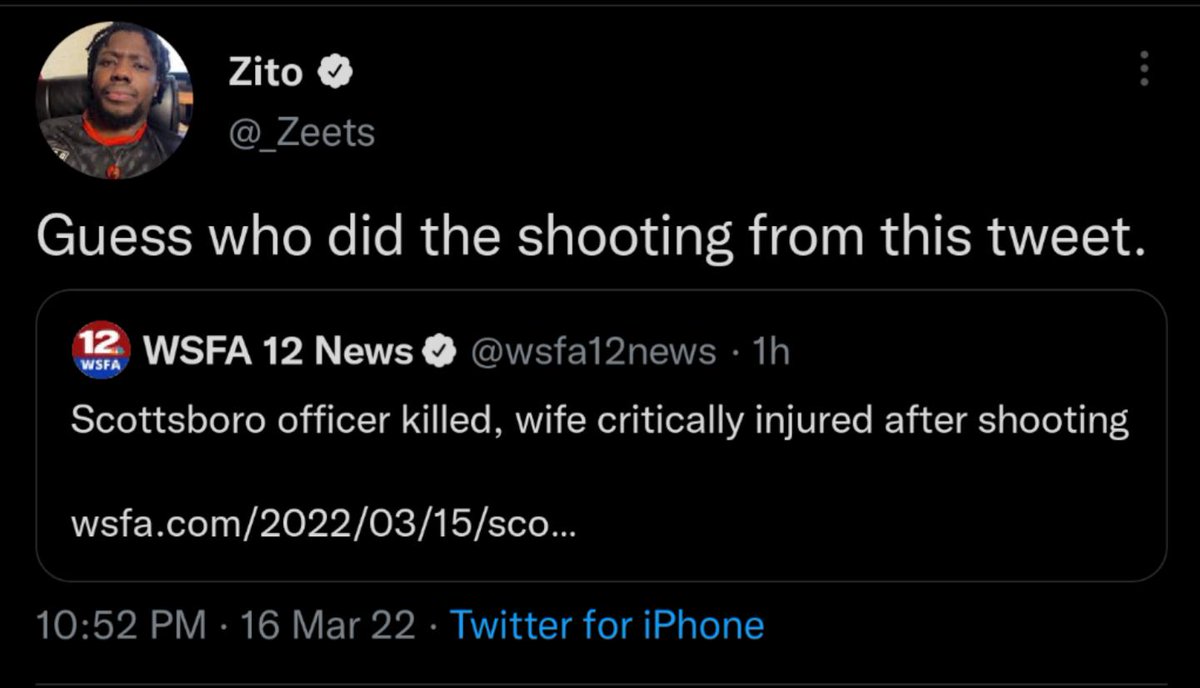 Zito
@_Zeets
Guess who did the shooting from this tweet.
12
WSFA
WSFA 12 News @wsfa12news · 1h
Scottsboro officer killed, wife critically injured after shooting
wsfa.com/2022/03/15/sco...
10:52 PM · 16 Mar 22 · Twitter for iPhone